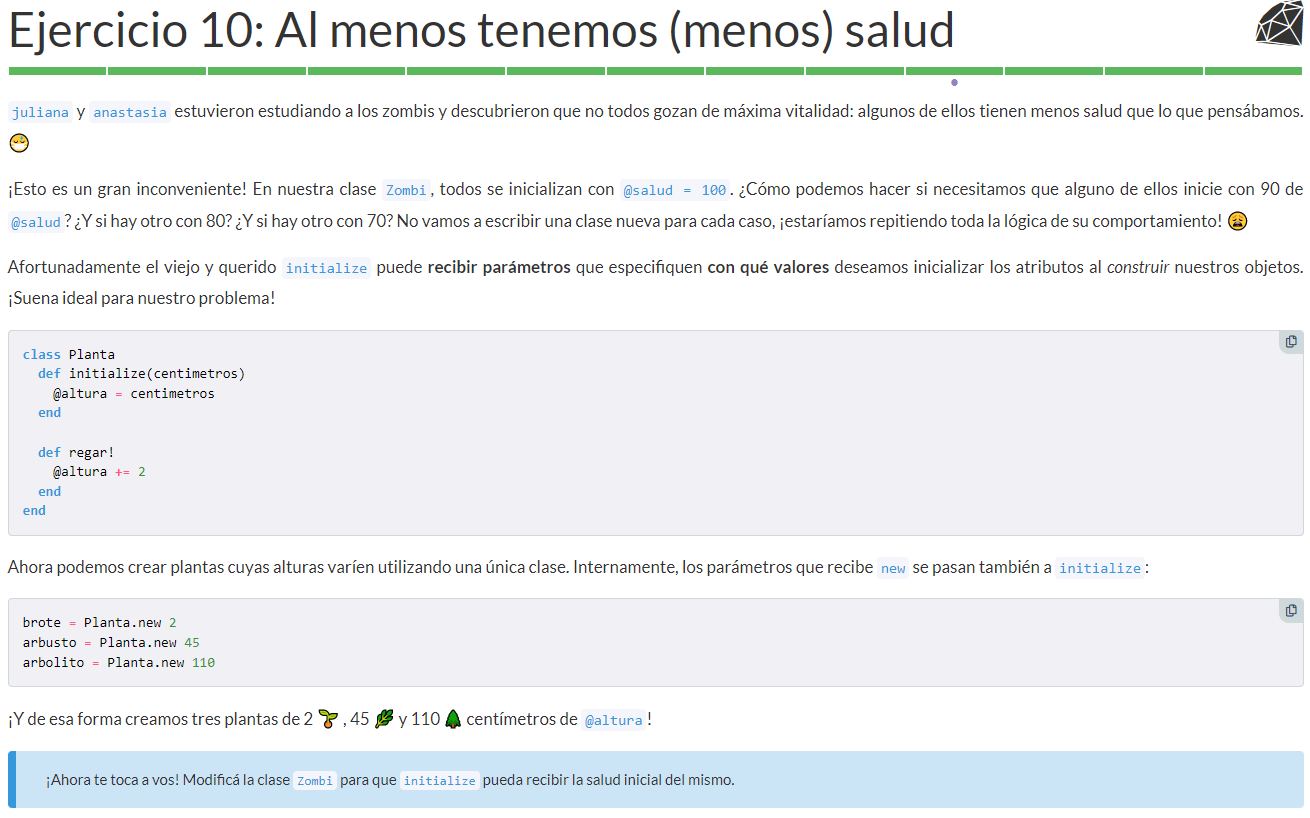 Ejercicio 10: Al menos tenemos (menos) salud
juliana y anastasia estuvieron estudiando a los zombis y descubrieron que no todos gozan de máxima vitalidad: algunos de ellos tienen menos salud que lo que pensábamos.
¡Esto es un gran inconveniente! En nuestra clase Zombi, todos se inicializan con @salud = 100. ¿Cómo podemos hacer si necesitamos que alguno de ellos inicie con 90 de
@salud? ¿Y si hay otro con 80? ¿Y si hay otro con 70? No vamos a escribir una clase nueva para cada caso, ¡estaríamos repitiendo toda la lógica de su comportamiento!
Afortunadamente el viejo y querido initialize puede recibir parámetros que especifiquen con qué valores deseamos inicializar los atributos al construir nuestros objetos.
¡Suena ideal para nuestro problema!
class Planta
  def initialize(centimetros)
    @altura = centimetros
  end

  def regar!
    @altura += 2
  end
end
Ahora podemos crear plantas cuyas alturas varíen utilizando una única clase. Internamente, los parámetros que recibe new se pasan también a initialize:
brote = Planta.new 2
arbusto = Planta.new 45
arbolito = Planta.new 110
¡Y de esa forma creamos tres plantas de 2 , 45 y 110 centímetros de @altura!
¡Ahora te toca a vos! Modificá la clase Zombi para que initialize pueda recibir la salud inicial del mismo.